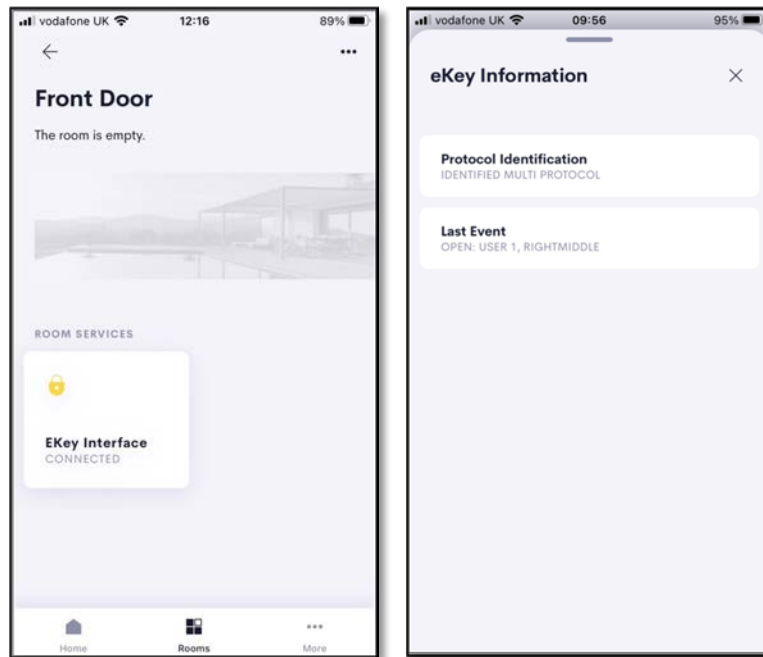 vodafone UK 12:16 89%
Front Door
The room is empty.
ROOM SERVICES
EKey Interface
CONNECTED
Home Rooms More
vodafone UK 09:56 95%
eKey Information
Protocol Identification
IDENTIFIED MULTI PROTOCOL
Last Event
OPEN: USER 1, RIGHTMIDDLE